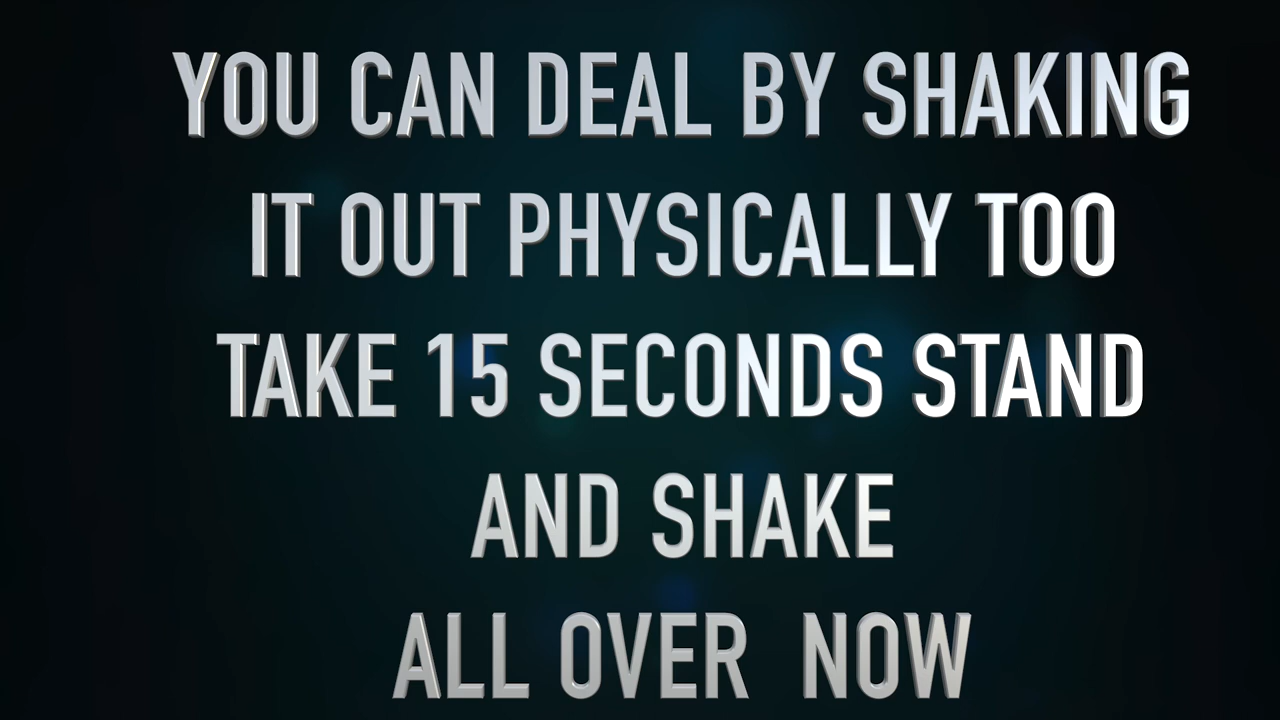 YOU CAN DEAL BY SHAKING
IT OUT PHYSICALLY TOO
TAKE 15 SECONDS STAND
AND SHAKE
ALL OVER  NOW